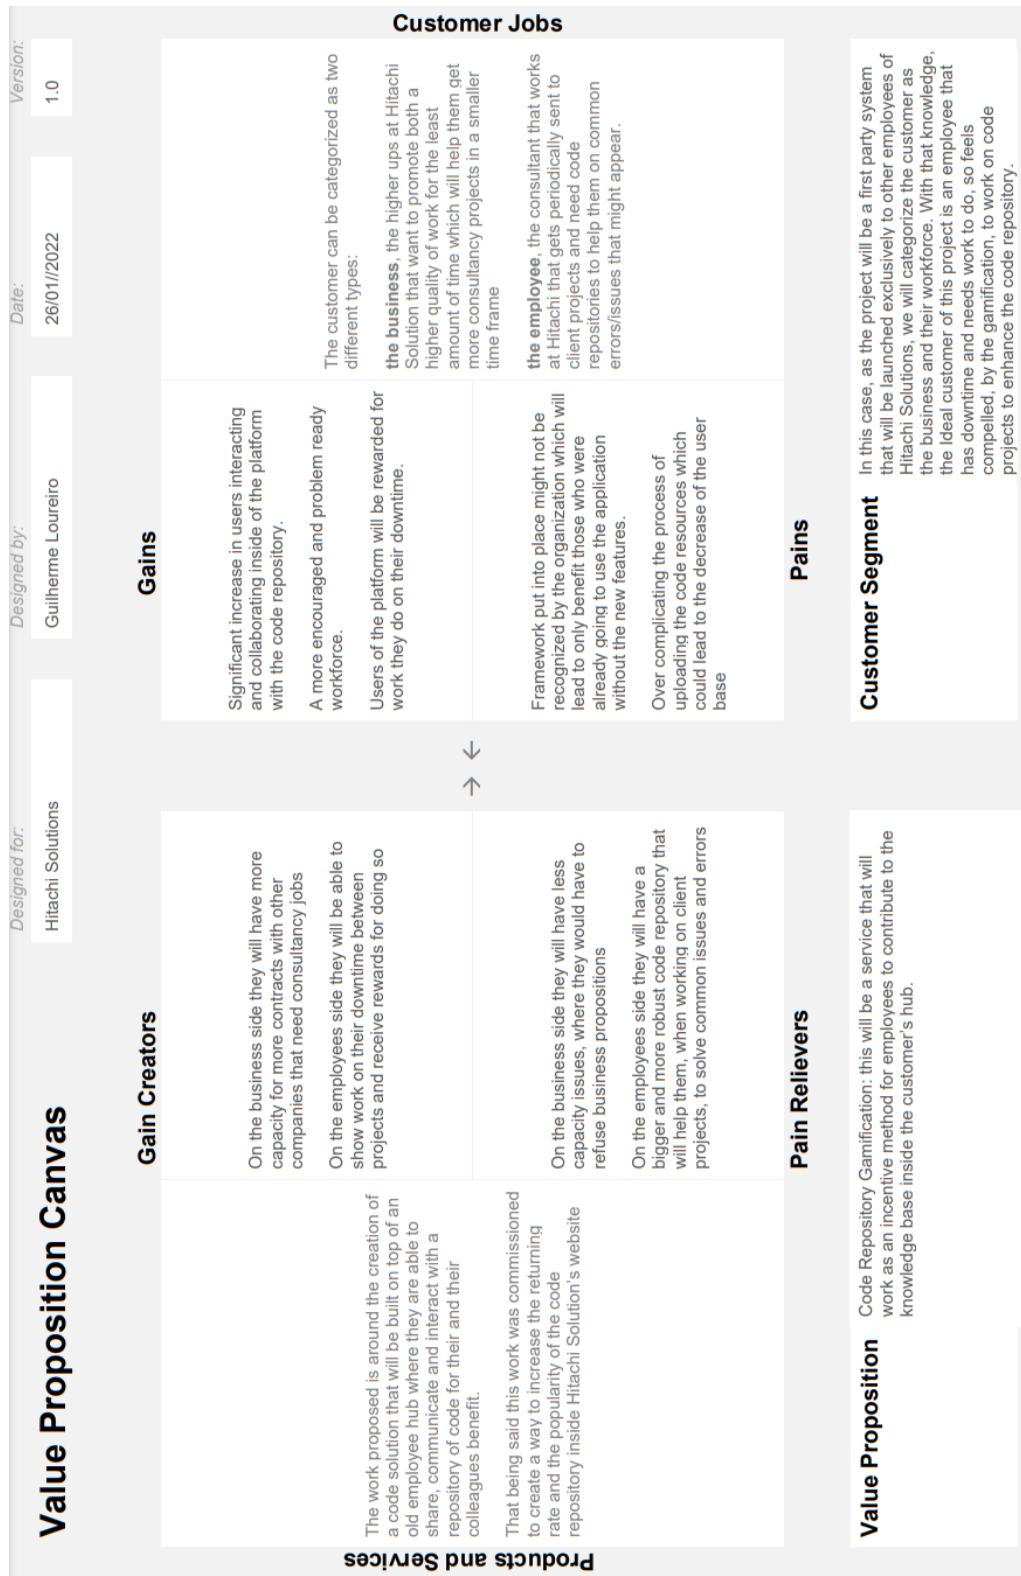 Value Proposition Canvas
Designed for:
Hitachi Solutions
Designed by:
Guilherme Loureiro
Date:
26/01//2022
Version:
1.0
Products and Services
The work proposed is around the creation of
a code solution that will be built on top of an
old employee hub where they are able to
share, communicate and interact with a
repository of code for their and their
colleagues benefit.
That being said this work was commissioned
to create a way to increase the returning
rate and the popularity of the code
repository inside Hitachi Solution's website
Gain Creators
On the business side they will have more
capacity for more contracts with other
companies that need consultancy jobs
On the employees side they will be able to
show work on their downtime between
projects and receive rewards for doing so
On the business side they will have less
capacity issues, where they would have to
refuse business propositions
On the employees side they will have a
bigger and more robust code repository that
will help them, when working on client
projects, to solve common issues and errors
Pain Relievers
→ ←
Gains
Significant increase in users interacting
and collaborating inside of the platform
with the code repository.
A more encouraged and problem ready
workforce.
Users of the platform will be rewarded for
work they do on their downtime.
Framework put into place might not be
recognized by the organization which will
lead to only benefit those who were
already going to use the application
without the new features.
Over complicating the process of
uploading the code resources which
could lead to the decrease of the user
base
Pains
Customer Jobs
The customer can be categorized as two
different types:
the business, the higher ups at Hitachi
Solution that want to promote both a
higher quality of work for the least
amount of time which will help them get
more consultancy projects in a smaller
time frame
the employee, the consultant that works
at Hitachi that gets periodically sent to
client projects and need code
repositories to help them on common
errors/issues that might appear.
Value Proposition
Code Repository Gamification: this will be a service that will
work as an incentive method for employees to contribute to the
knowledge base inside the customer's hub.
Customer Segment
In this case, as the project will be a first party system
that will be launched exclusively to other employees of
Hitachi Solutions, we will categorize the customer as
the business and their workforce. With that knowledge,
the Ideal customer of this project is an employee that
has downtime and needs work to do, so feels
compelled, by the gamification, to work on code
projects to enhance the code repository.